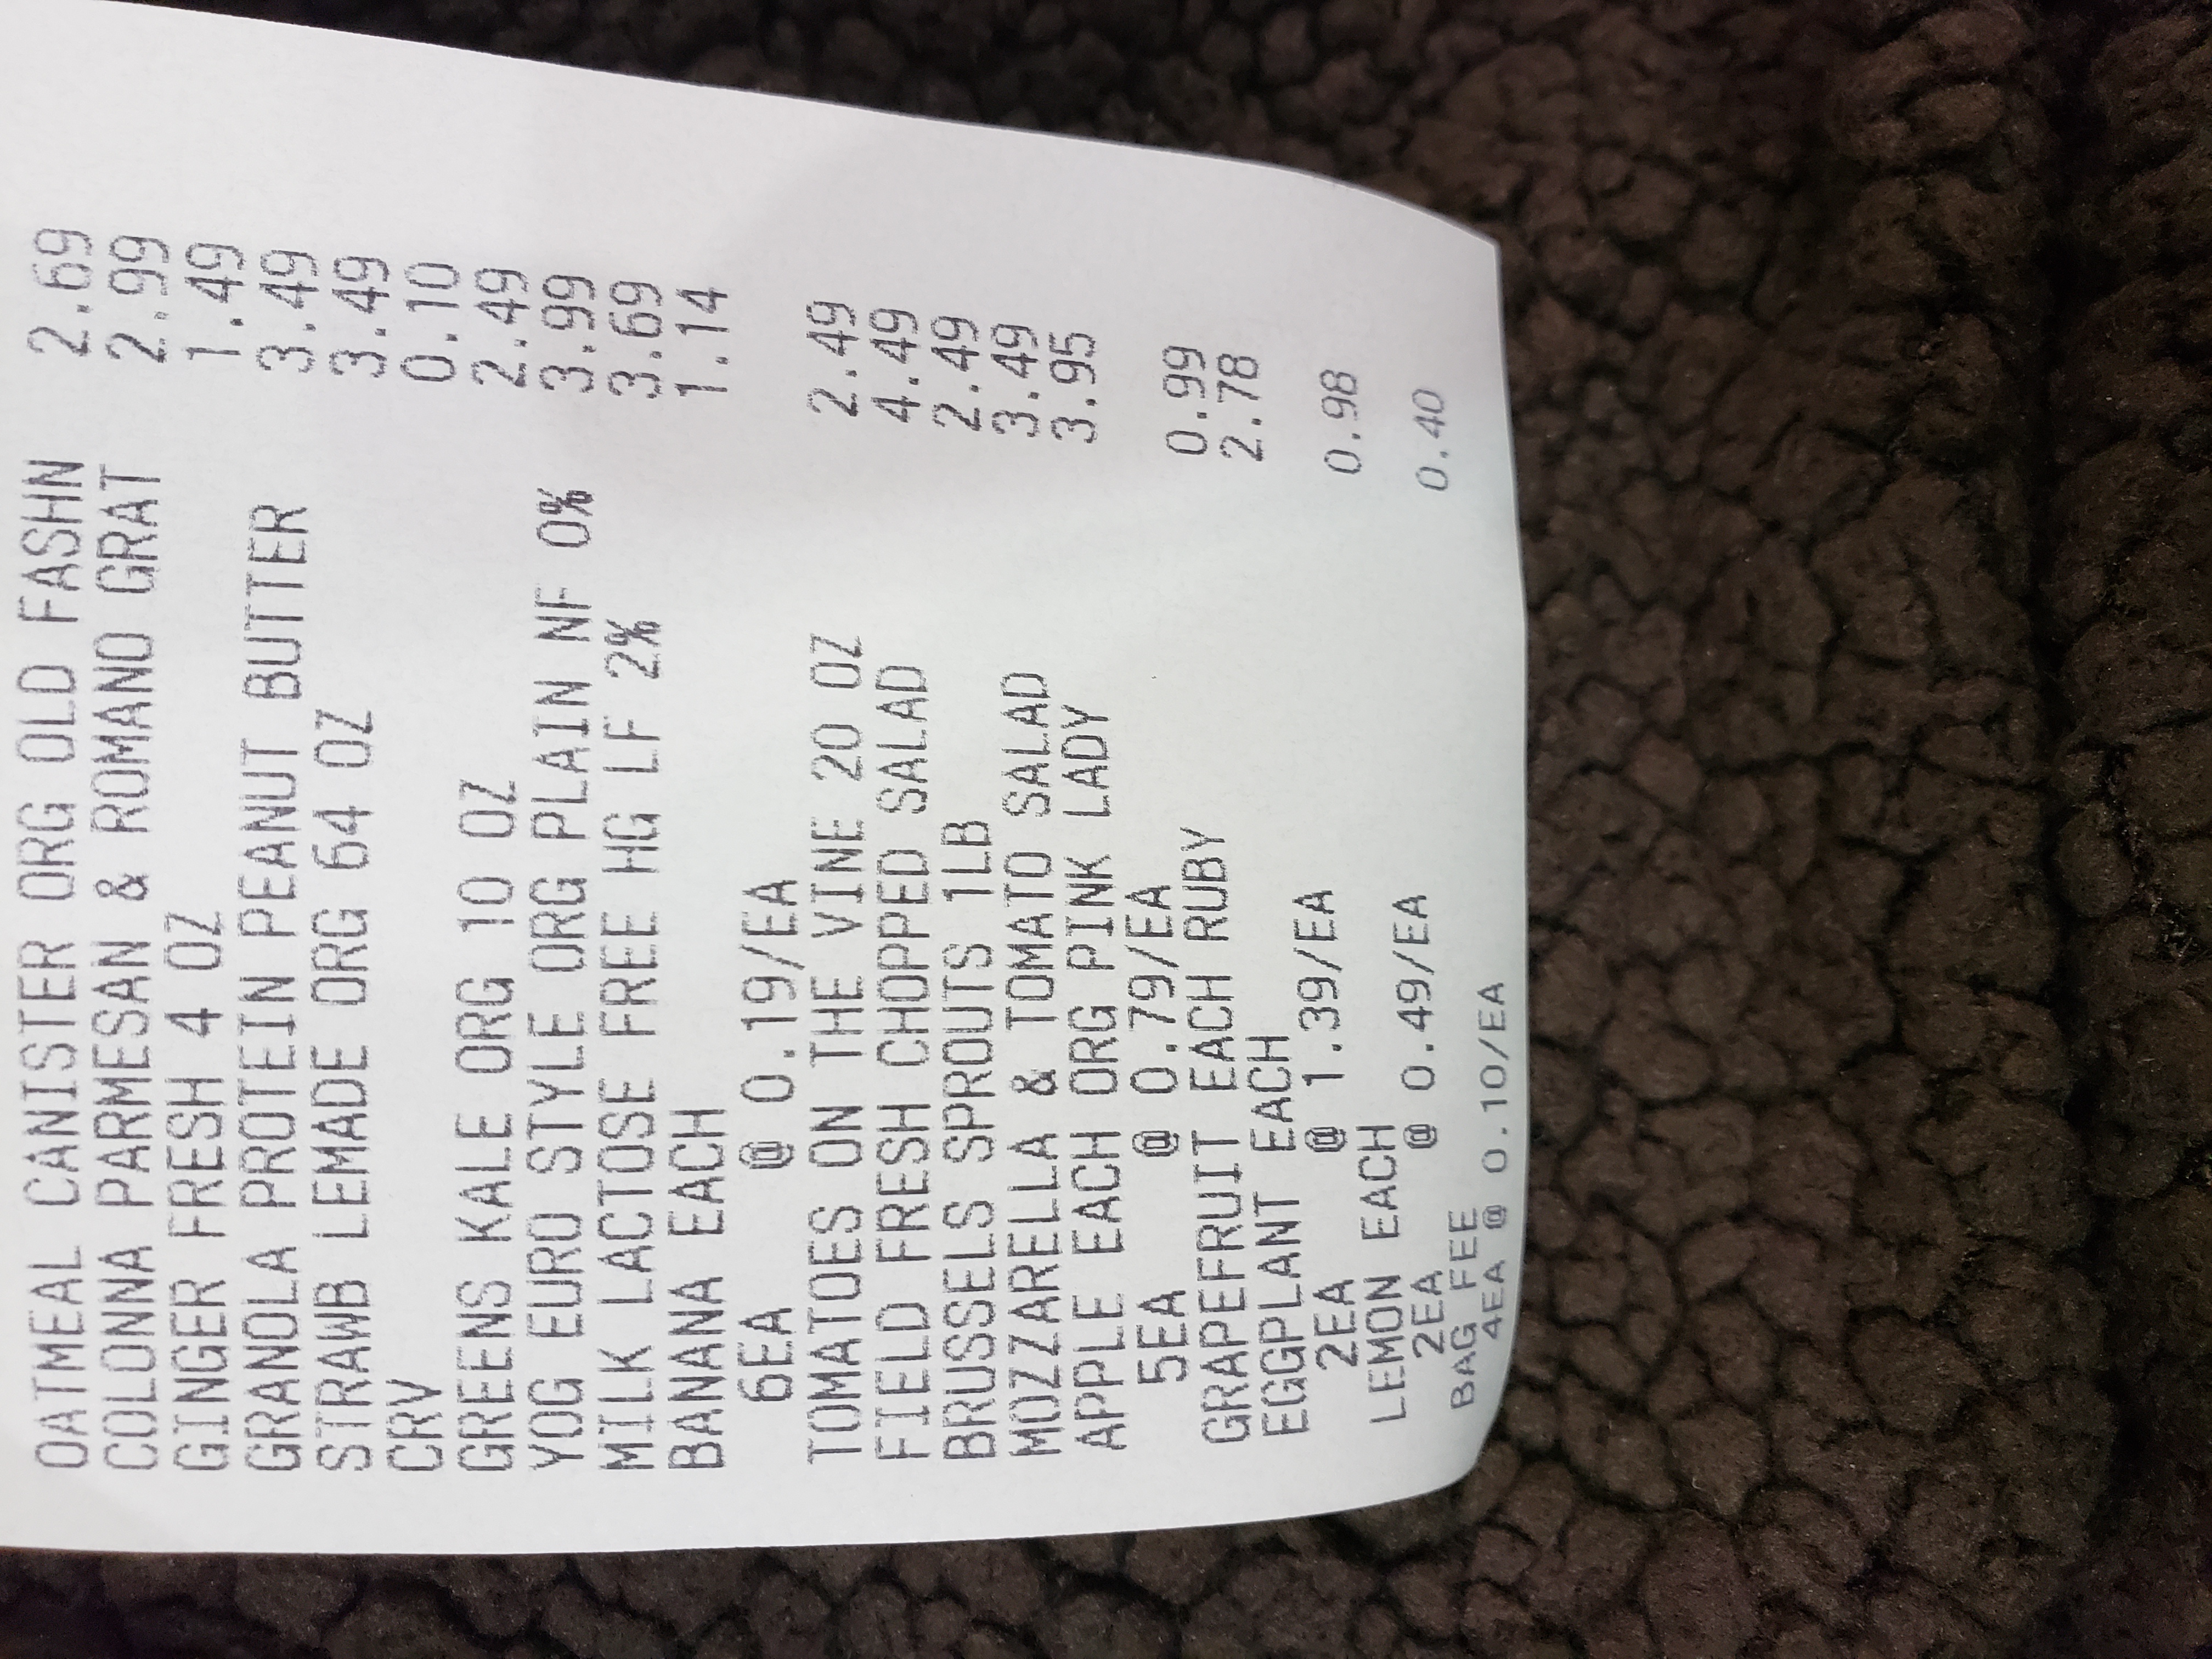 OATMEAL CANISTER ORG OLD FASHN 2.69
COLONNA PARMESAN & ROMANO GRAT 2.99
GINGER FRESH 4 OZ 1.49
GRANOLA PROTEIN PEANUT BUTTER 3.49
STRAWB LEMADE ORG 64 OZ 3.49
CRV 0.10
GREENS KALE ORG 10 OZ 2.49
YOG EURO STYLE ORG PLAIN NF 0% 3.99
MILK LACTOSE FREE HG LF 2% 3.69
BANANA EACH 1.14
6EA @ 0.19/EA
TOMATOES ON THE VINE 20 OZ 2.49
FIELD FRESH CHOPPED SALAD 4.49
BRUSSELS SPROUTS 1LB 2.49
MOZZARELLA & TOMATO SALAD 3.49
APPLE EACH ORG PINK LADY 3.95
5EA @ 0.79/EA
GRAPEFRUIT EACH RUBY 0.99
EGGPLANT EACH 2.78
2EA @ 1.39/EA
LEMON EACH 0.98
2EA @ 0.49/EA
BAG FEE 0.40
4EA @ 0.10/EA